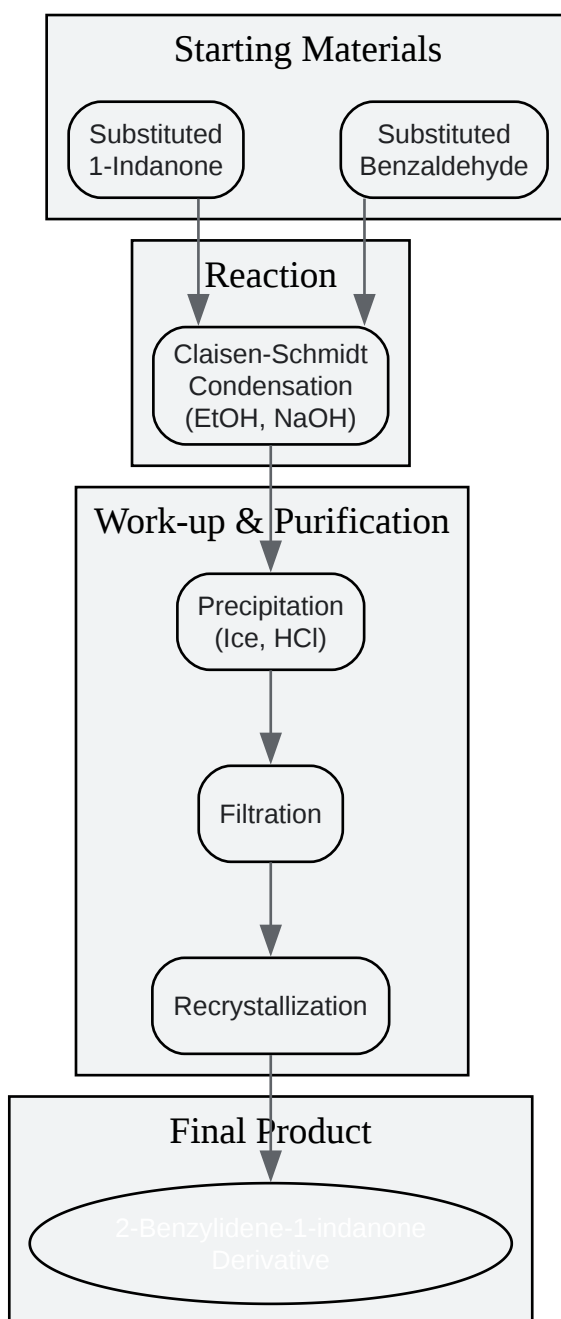 Starting Materials
Substituted
1-Indanone
Substituted
Benzaldehyde
Reaction
Claisen-Schmidt
Condensation
(EtOH, NaOH)
Work-up & Purification
Precipitation
(Ice, HCl)
Filtration
Recrystallization
Final Product
2-Benzylidene-1-indanone
Derivative